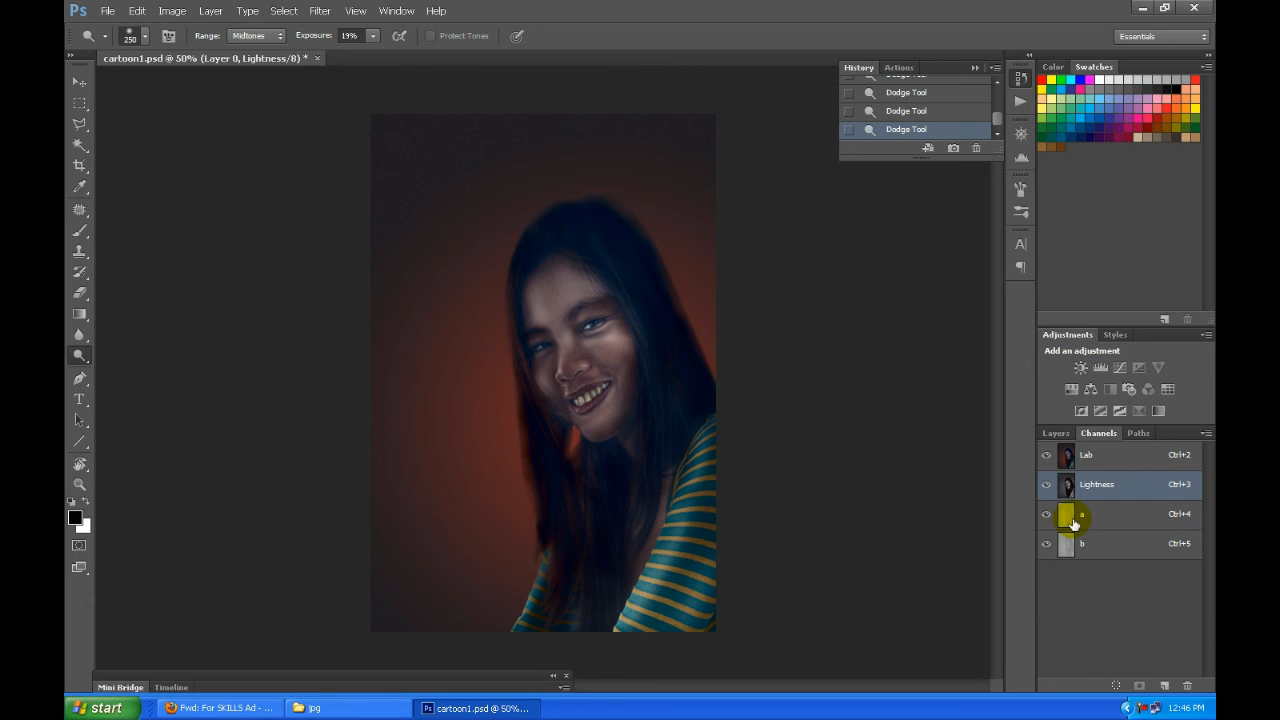 Ps File Edit Image Layer Type Select Filter View Window Help
250 Range: Midtones Exposure: 19% Protect Tones Essentials
cartoon1.psd @ 50% (Layer 0, Lightness/8) * ×
History Actions
Dodge Tool
Dodge Tool
Dodge Tool
Dodge Tool
Color Swatches
Adjustments Styles
Add an adjustment
Layers Channels Paths
Lab Ctrl+2
Lightness Ctrl+3
a Ctrl+4
b Ctrl+5
Mini Bridge Timeline
start Fwd: For SKILLS Ad - ... jpg Ps cartoon1.psd @ 50%... 12:46 PM